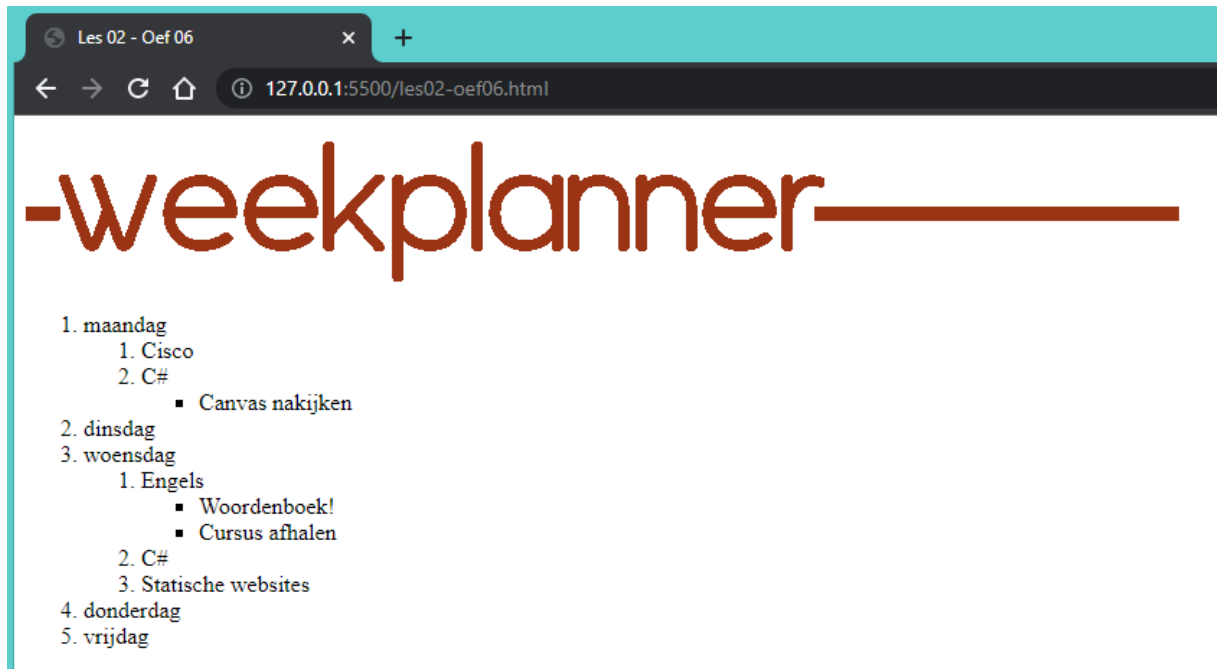 Les 02 - Oef 06
127.0.0.1:5500/les02-oef06.html
weekplanner
1. maandag
1. Cisco
2. C#
▪ Canvas nakijken
2. dinsdag
3. woensdag
1. Engels
▪ Woordenboek!
▪ Cursus afhalen
2. C#
3. Statische websites
4. donderdag
5. vrijdag